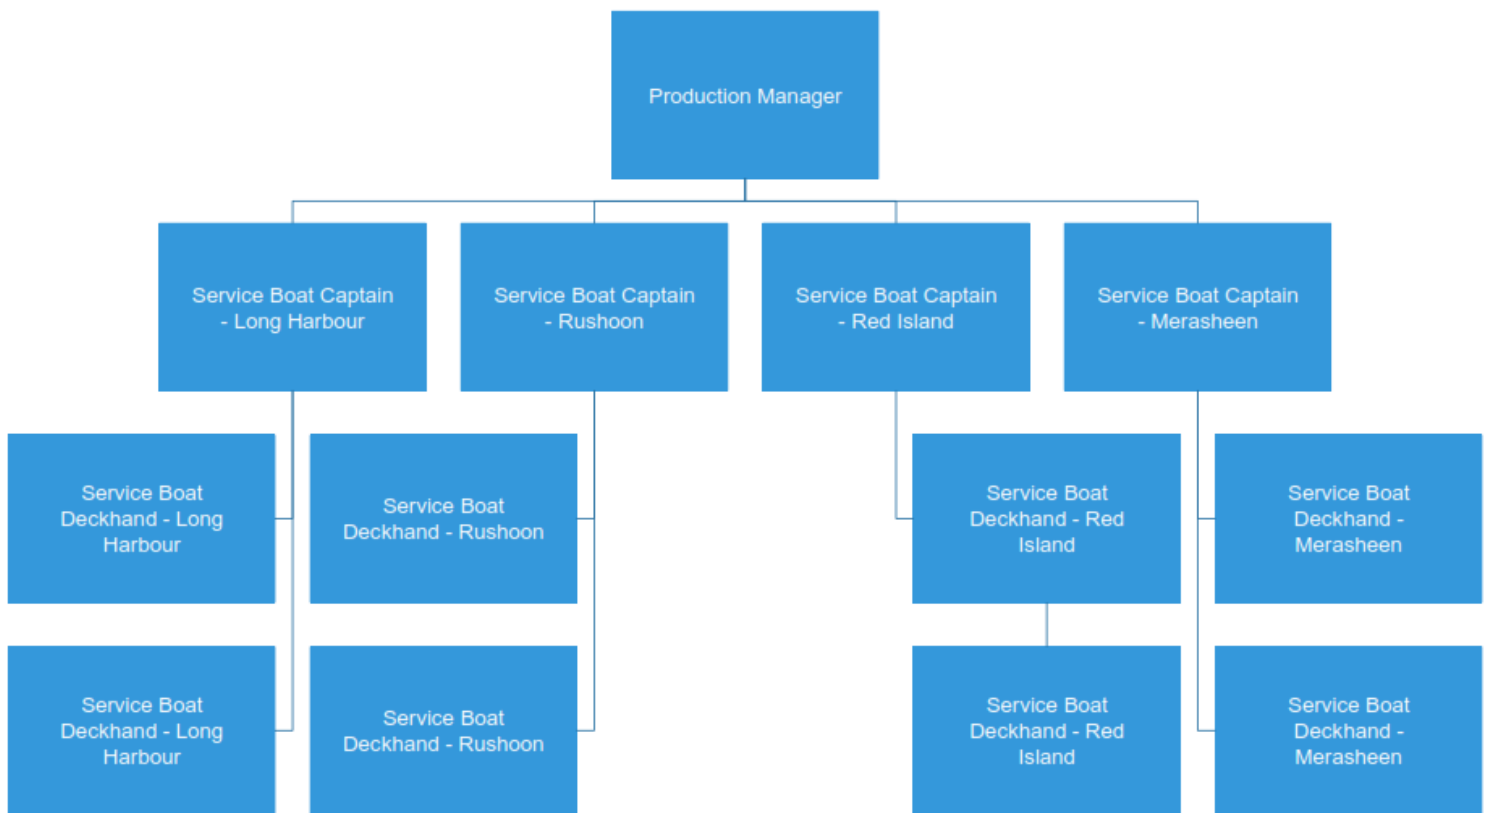 Production Manager
Service Boat Captain
- Long Harbour
Service Boat Captain
- Rushoon
Service Boat Captain
- Red Island
Service Boat Captain
- Merasheen
Service Boat
Deckhand - Long
Harbour
Service Boat
Deckhand - Rushoon
Service Boat
Deckhand - Red
Island
Service Boat
Deckhand -
Merasheen
Service Boat
Deckhand - Long
Harbour
Service Boat
Deckhand - Rushoon
Service Boat
Deckhand - Red
Island
Service Boat
Deckhand -
Merasheen